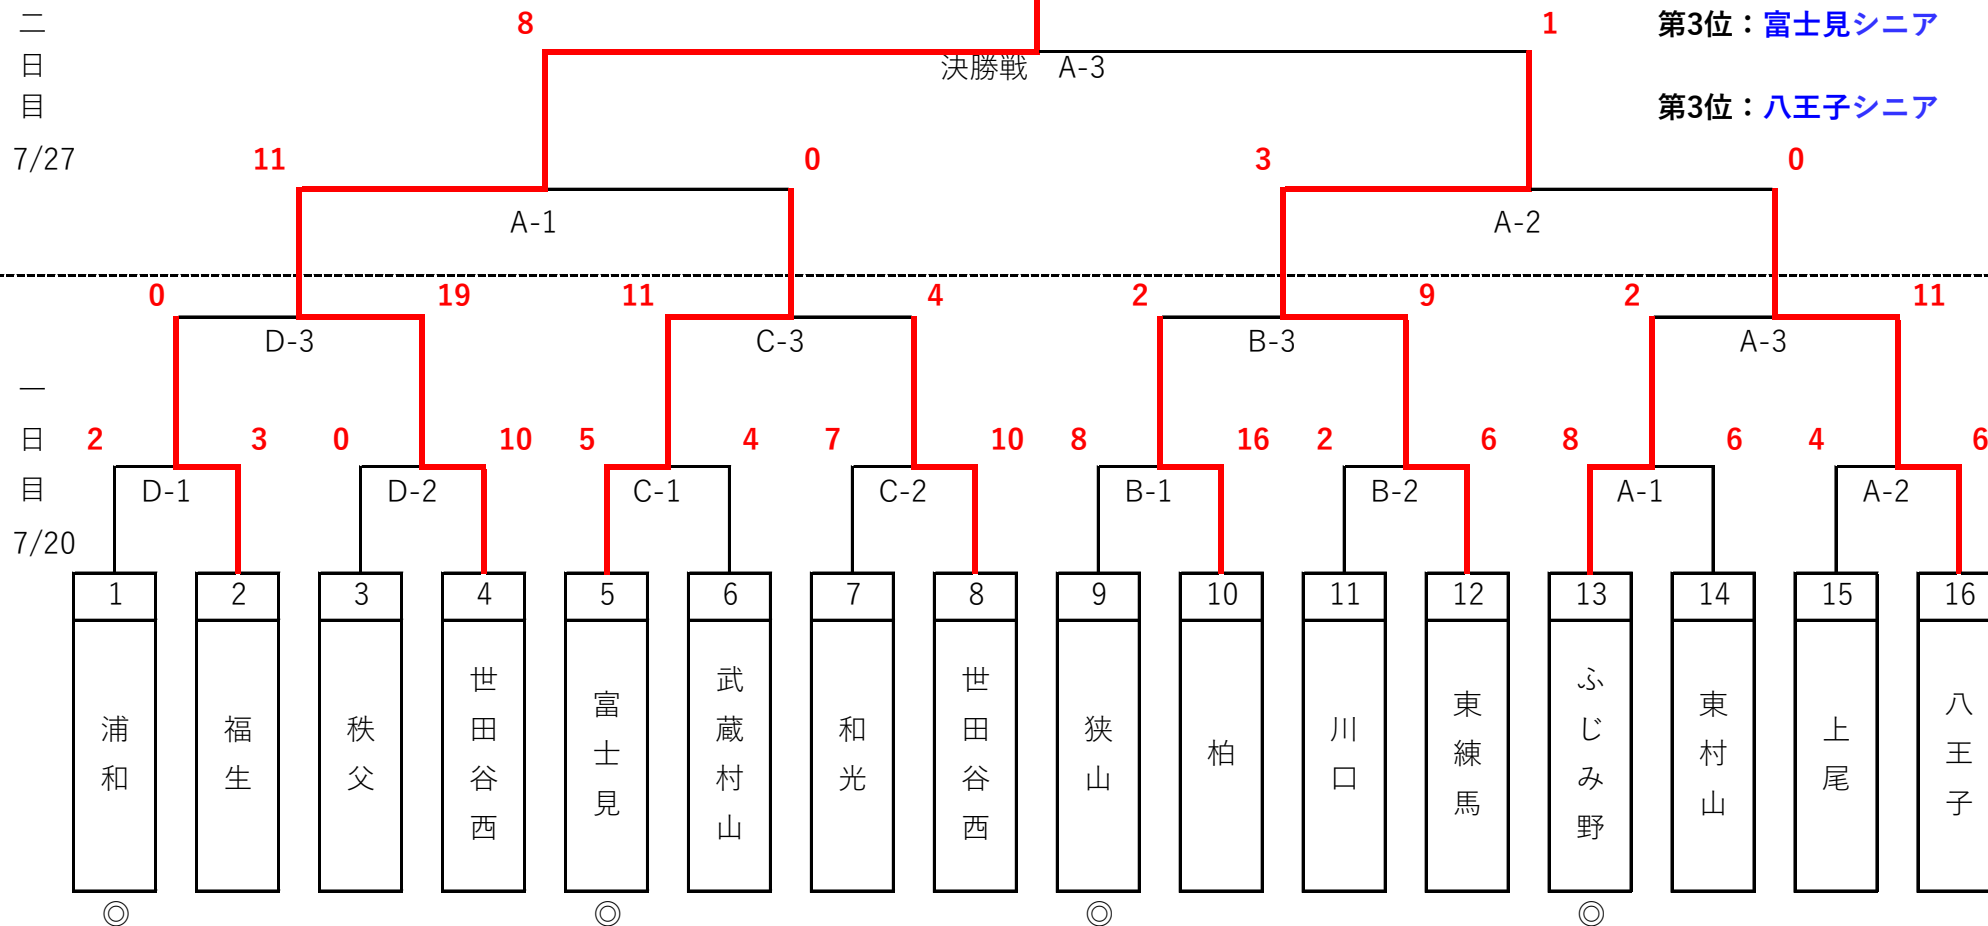 二日目
7/27
8
1
第3位：富士見シニア
決勝戦　A-3
第3位：八王子シニア
11
0
3
0
A-1
A-2
0
19
11
4
2
9
2
11
D-3
C-3
B-3
A-3
一日目
7/20
2
3
0
10
5
4
7
10
8
16
2
6
8
6
4
6
D-1
D-2
C-1
C-2
B-1
B-2
A-1
A-2
1
2
3
4
5
6
7
8
9
10
11
12
13
14
15
16
浦和
福生
秩父
世田谷西
富士見
武蔵村山
和光
世田谷西
狭山
柏
川口
東練馬
ふじみ野
東村山
上尾
八王子
◎
◎
◎
◎